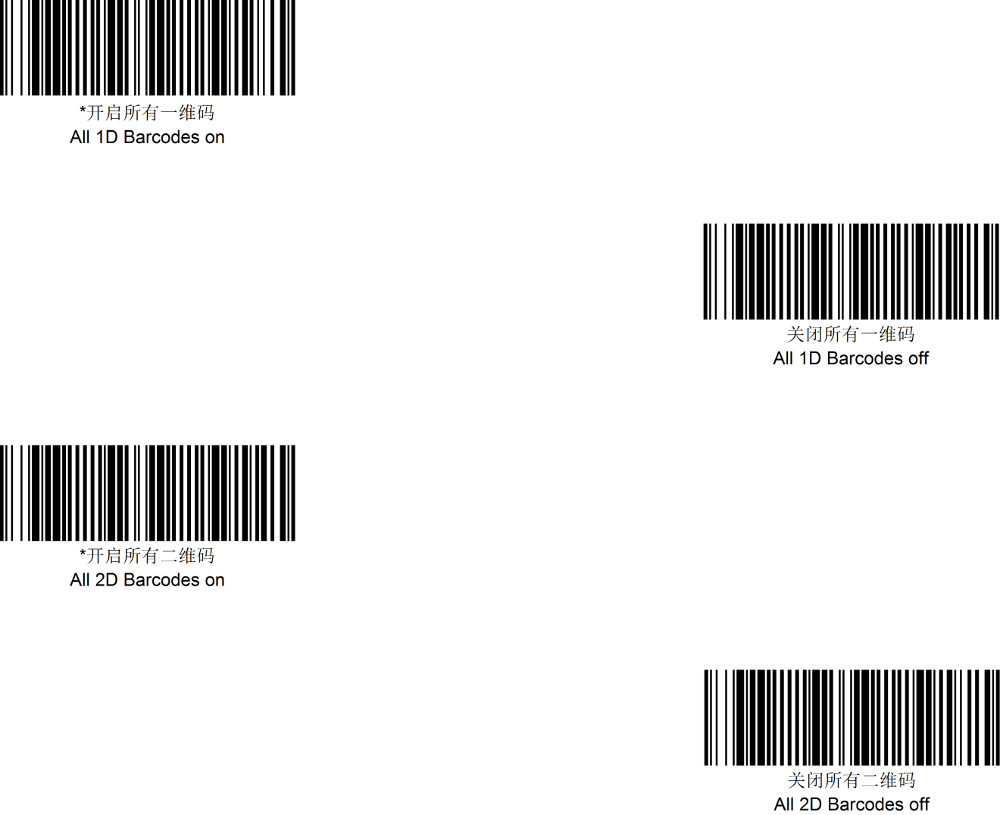 *开启所有一维码
All 1D Barcodes on
关闭所有一维码
All 1D Barcodes off
*开启所有二维码
All 2D Barcodes on
关闭所有二维码
All 2D Barcodes off